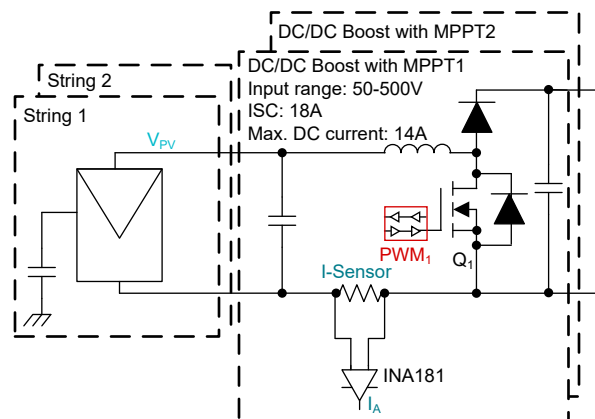 DC/DC Boost with MPPT2
DC/DC Boost with MPPT1
Input range: 50-500V
ISC: 18A
Max. DC current: 14A
String 2
String 1
VPV
PWM1
Q1
I-Sensor
INA181
IA